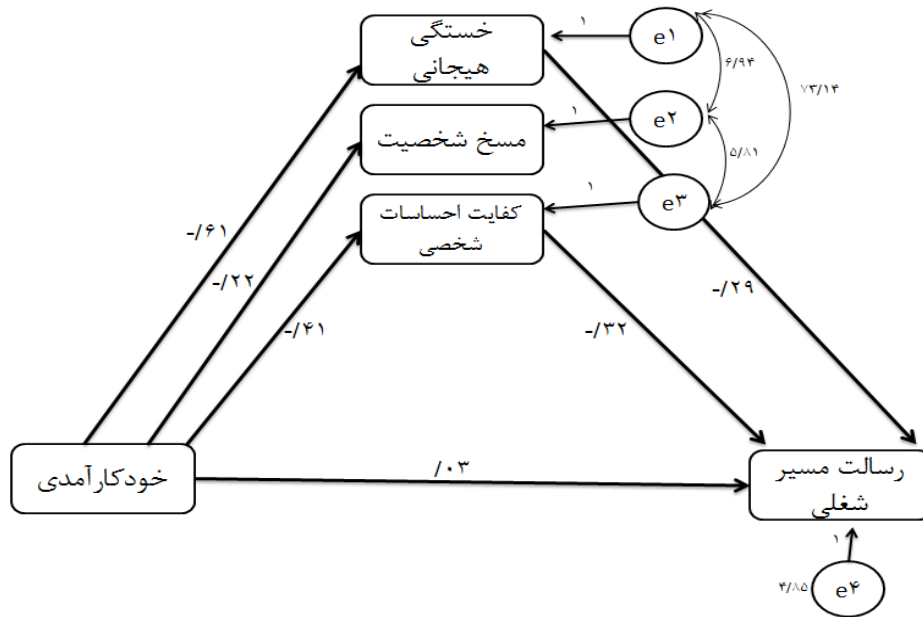 خستگی
هیجانی
۱
e۱
۶/۹۴
۷۳/۱۴
مسخ شخصیت
۱
e۲
۵/۸۱
کفایت احساسات
شخصی
۱
e۳
-/۶۱
-/۲۲
-/۴۱
-/۳۲
-/۲۹
خودکارآمدی
/۰۳
رسالت مسیر
شغلی
۱
۴/۸۵
e۴